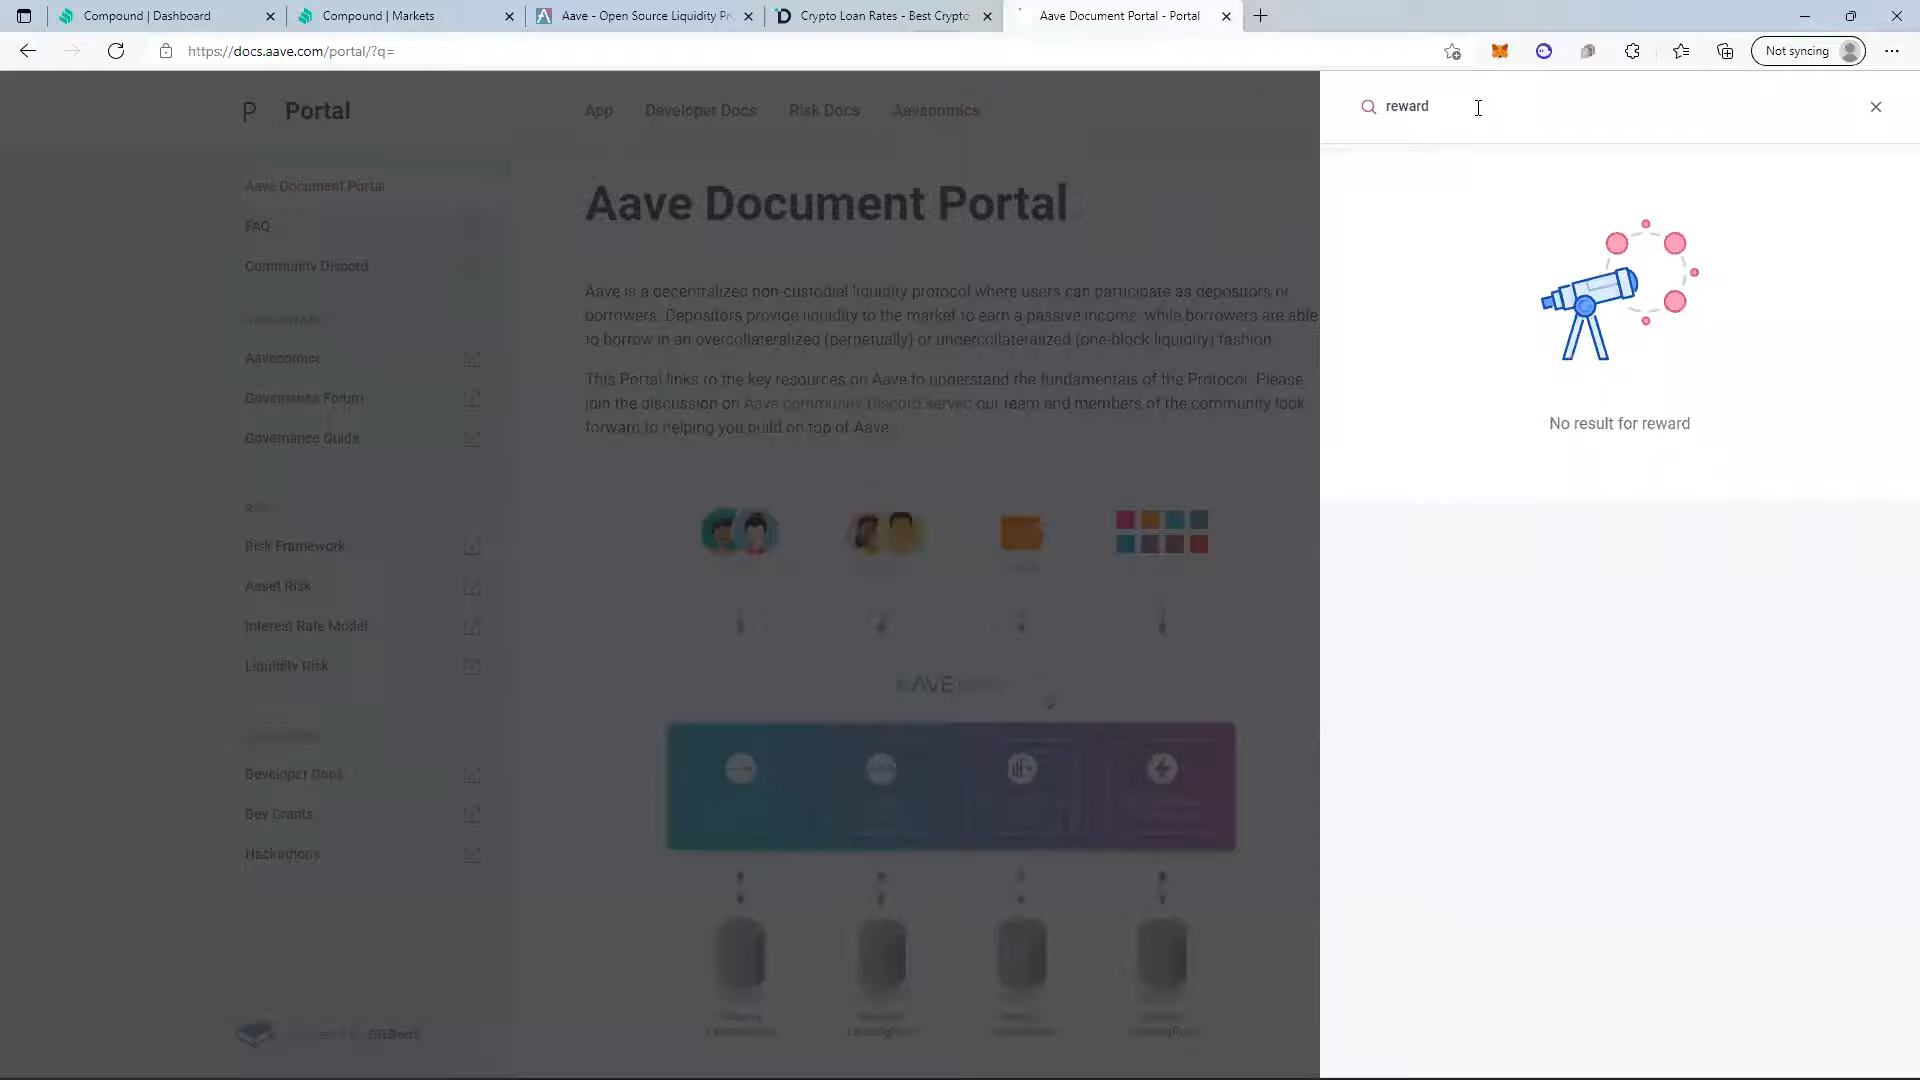 Compound | Dashboard
Compound | Markets
Aave - Open Source Liquidity Pr
Crypto Loan Rates - Best Crypto
Aave Document Portal - Portal
https://docs.aave.com/portal/?q=
Not syncing
P Portal
App
Developer Docs
Risk Docs
Aaveonmics
reward
Aave Document Portal
FAQ
Community Discord
Governance Forum
Governance Guide
Risk Framework
Asset Risk
Interest Rate Model
Liquidity Risk
Developer Docs
Dev Grants
Hackathons
GitBook
Aave Document Portal
Aave is a decentralized non-custodial liquidity protocol where users can participate as depositors or
borrowers. Depositors provide liquidity to the market to earn a passive income, while borrowers are able
to borrow in an overcollateralized (perpetually) or undercollateralized (one-block liquidity) fashion.
This Portal links to the key resources on Aave to understand the fundamentals of the Protocol. Please
join the discussion on Aave community Discord server; our team and members of the community look
forward to helping you build on top of Aave.
No result for reward